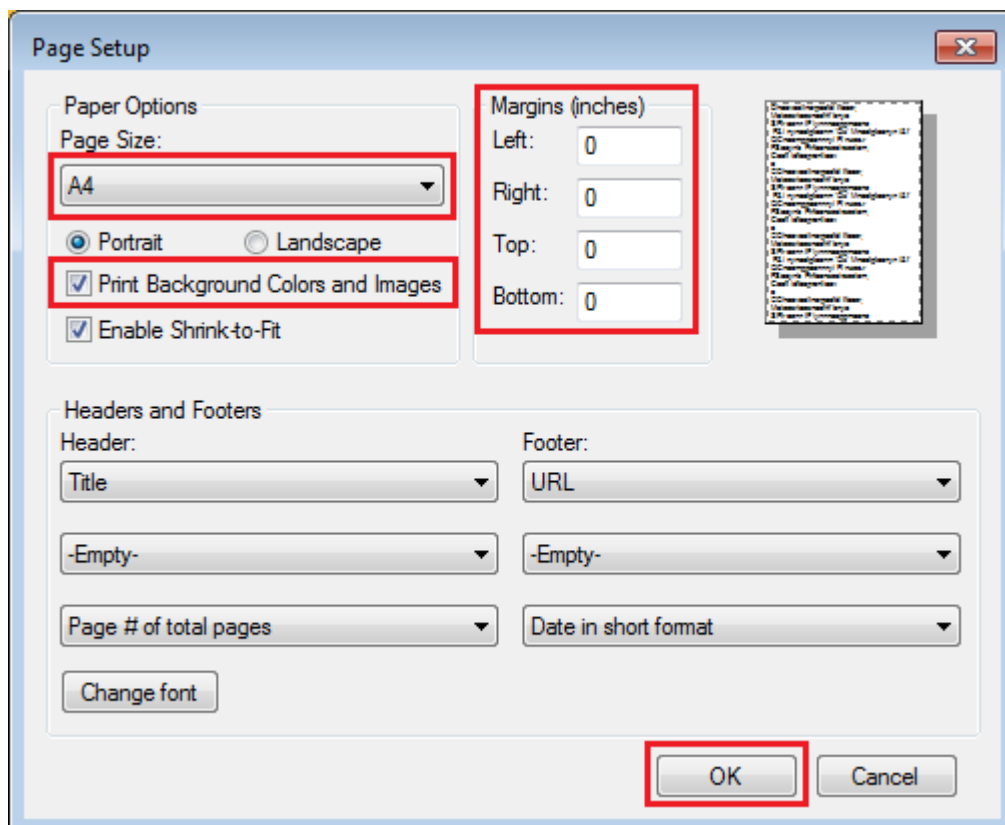 Page Setup
Paper Options
Page Size:
A4
Portrait
Landscape
Print Background Colors and Images
Enable Shrink-to-Fit
Margins (inches)
Left: 0
Right: 0
Top: 0
Bottom: 0
Headers and Footers
Header:
Title
-Empty-
Page # of total pages
Footer:
URL
-Empty-
Date in short format
Change font
OK
Cancel